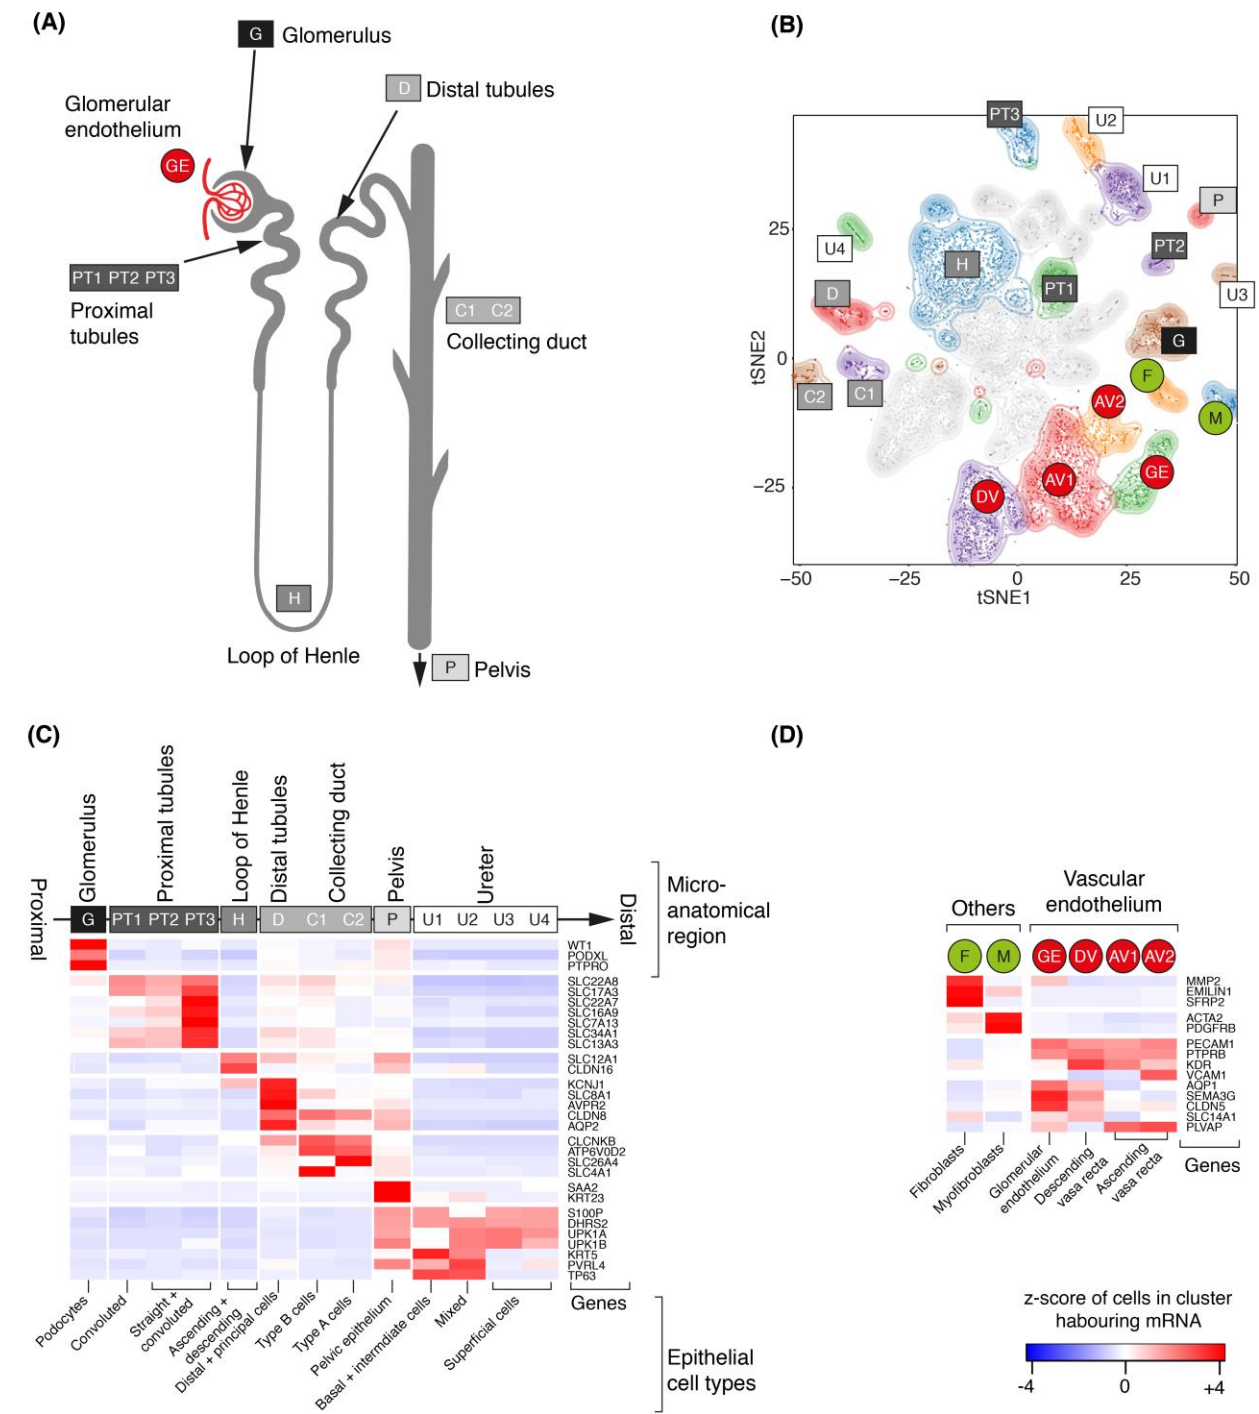 (A)
G Glomerulus
D Distal tubules
Glomerular
endothelium
GE
PT1 PT2 PT3
Proximal
tubules
C1 C2
Collecting duct
H
Loop of Henle
P Pelvis
(B)
PT3
U2
U1
P
PT2
U4
H
PT1
U3
D
G
F
C2
C1
AV2
M
GE
AV1
DV
25
0
−25
tSNE2
−50
−25
0
25
50
tSNE1
(C)
Glomerulus
Proximal tubules
Loop of Henle
Distal tubules
Collecting duct
Pelvis
Ureter
Proximal
G PT1 PT2 PT3 H D C1 C2 P U1 U2 U3 U4
Distal
Micro-
anatomical
region
WT1
PODXL
PTPRO
SLC22A8
SLC17A3
SLC22A7
SLC16A9
SLC7A13
SLC34A1
SLC13A3
SLC12A1
CLDN16
KCNJ1
SLC8A1
AVPR2
CLDN8
AQP2
CLCNKB
ATP6V0D2
SLC26A4
SLC4A1
SAA2
KRT23
S100P
DHRS2
UPK1A
UPK1B
KRT5
PVRL4
TP63
Genes
Podocytes
Convoluted
Straight +
convoluted
Ascending +
descending
Distal + principal cells
Type B cells
Type A cells
Pelvic epithelium
Basal + intermdiate cells
Mixed
Superficial cells
Epithelial
cell types
(D)
Others
Vascular
endothelium
F M GE DV AV1 AV2
MMP2
EMILIN1
SFRP2
ACTA2
PDGFRB
PECAM1
PTPRB
KDR
VCAM1
AQP1
SEMA3G
CLDN5
SLC14A1
PLVAP
Genes
Fibroblasts
Myofibroblasts
Glomerular
endothelium
Descending
vasa recta
Ascending
vasa recta
z-score of cells in cluster
habouring mRNA
-4
0
+4